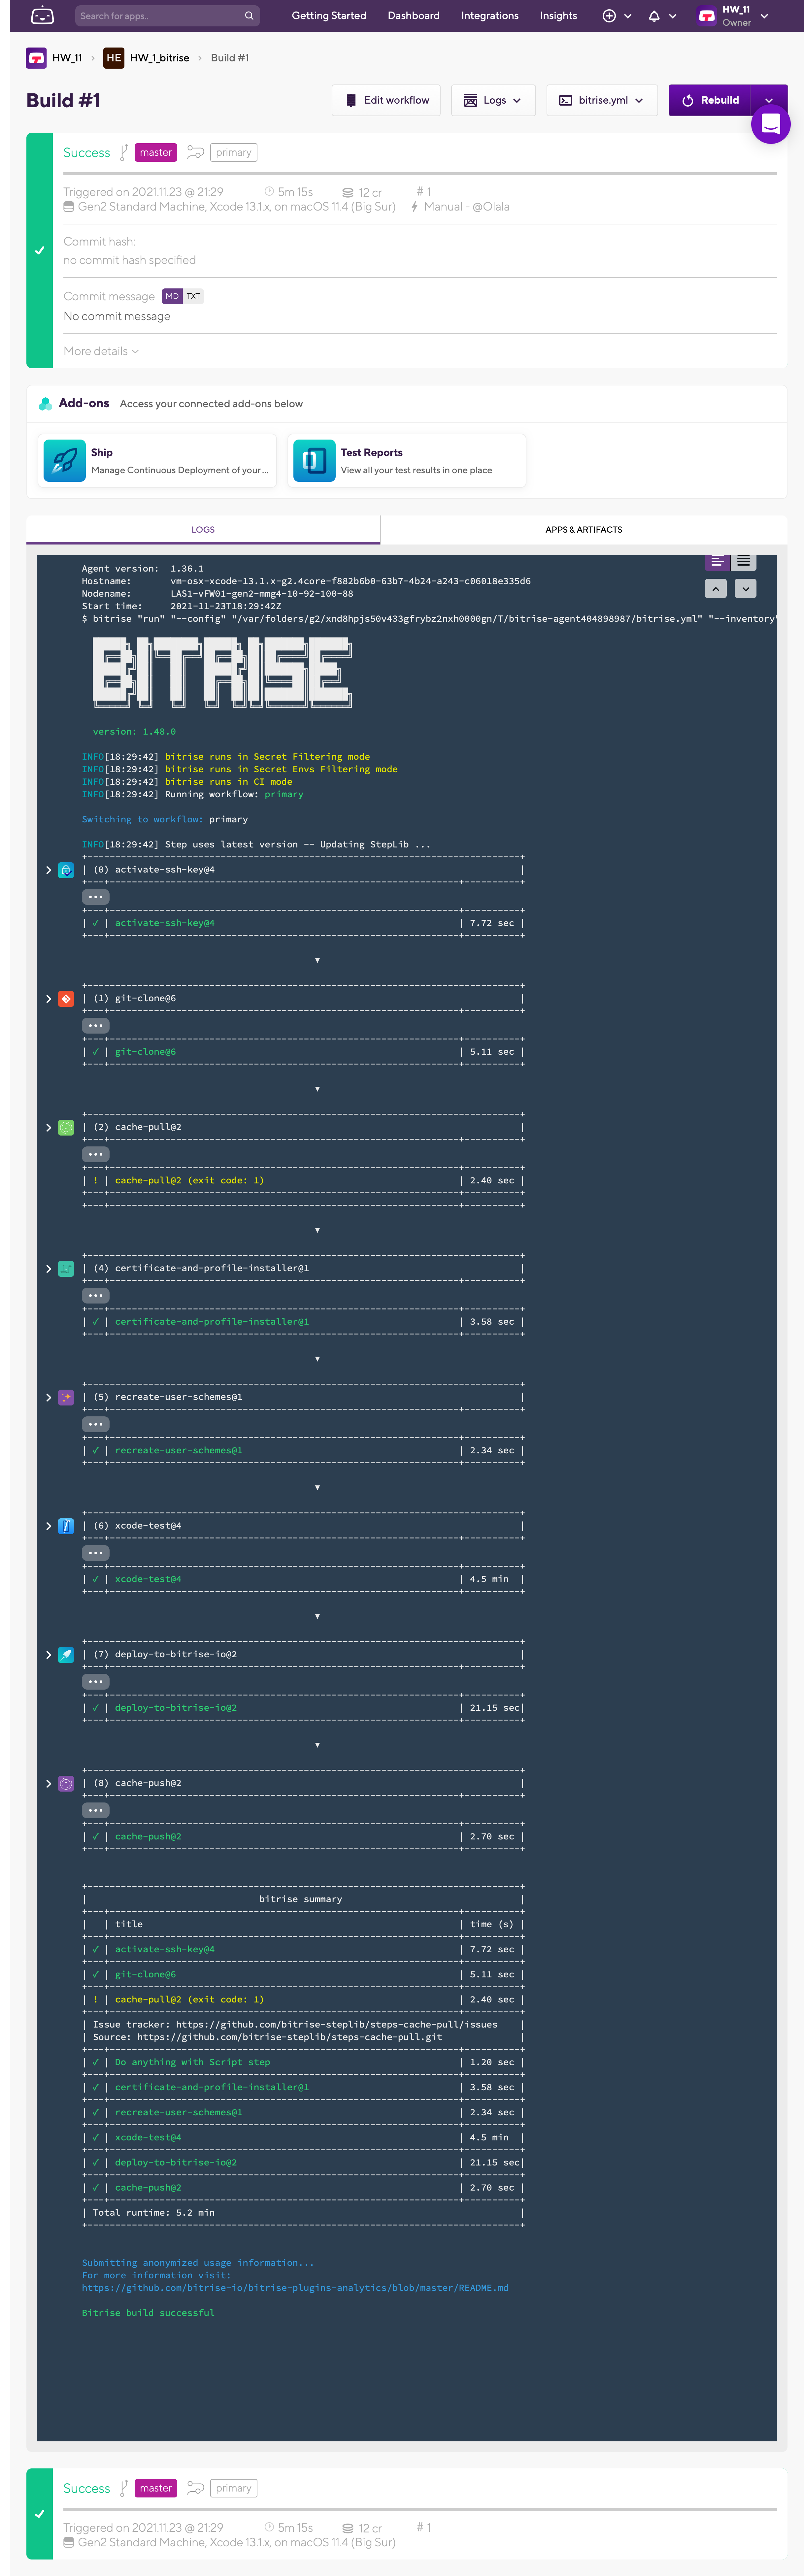 Search for apps..
Getting Started
Dashboard
Integrations
Insights
HW_11
Owner
HW_11 › HE HW_1_bitrise › Build #1
Build #1
Edit workflow
Logs
bitrise.yml
Rebuild
Success master primary
Triggered on 2021.11.23 @ 21:29 5m 15s 12 cr # 1
Gen2 Standard Machine, Xcode 13.1.x, on macOS 11.4 (Big Sur) Manual - @Olala
Commit hash:
no commit hash specified
Commit message MD TXT
No commit message
More details
Add-ons Access your connected add-ons below
Ship
Manage Continuous Deployment of your ...
Test Reports
View all your test results in one place
LOGS
APPS & ARTIFACTS
Agent version: 1.36.1
Hostname: vm-osx-xcode-13.1.x-g2.4core-f882b6b0-63b7-4b24-a243-c06018e335d6
Nodename: LAS1-vFW01-gen2-mmg4-10-92-100-88
Start time: 2021-11-23T18:29:42Z
$ bitrise "run" "--config" "/var/folders/g2/xnd8hpjs50v433gfrybz2nxh0000gn/T/bitrise-agent404898987/bitrise.yml" "--inventory"
BITRISE
version: 1.48.0
INFO[18:29:42] bitrise runs in Secret Filtering mode
INFO[18:29:42] bitrise runs in Secret Envs Filtering mode
INFO[18:29:42] bitrise runs in CI mode
INFO[18:29:42] Running workflow: primary
Switching to workflow: primary
INFO[18:29:42] Step uses latest version -- Updating StepLib ...
| (0) activate-ssh-key@4 |
| ✓ | activate-ssh-key@4 | 7.72 sec |
| (1) git-clone@6 |
| ✓ | git-clone@6 | 5.11 sec |
| (2) cache-pull@2 |
| ! | cache-pull@2 (exit code: 1) | 2.40 sec |
| (4) certificate-and-profile-installer@1 |
| ✓ | certificate-and-profile-installer@1 | 3.58 sec |
| (5) recreate-user-schemes@1 |
| ✓ | recreate-user-schemes@1 | 2.34 sec |
| (6) xcode-test@4 |
| ✓ | xcode-test@4 | 4.5 min |
| (7) deploy-to-bitrise-io@2 |
| ✓ | deploy-to-bitrise-io@2 | 21.15 sec|
| (8) cache-push@2 |
| ✓ | cache-push@2 | 2.70 sec |
| bitrise summary |
| | title | time (s) |
| ✓ | activate-ssh-key@4 | 7.72 sec |
| ✓ | git-clone@6 | 5.11 sec |
| ! | cache-pull@2 (exit code: 1) | 2.40 sec |
| Issue tracker: https://github.com/bitrise-steplib/steps-cache-pull/issues |
| Source: https://github.com/bitrise-steplib/steps-cache-pull.git |
| ✓ | Do anything with Script step | 1.20 sec |
| ✓ | certificate-and-profile-installer@1 | 3.58 sec |
| ✓ | recreate-user-schemes@1 | 2.34 sec |
| ✓ | xcode-test@4 | 4.5 min |
| ✓ | deploy-to-bitrise-io@2 | 21.15 sec|
| ✓ | cache-push@2 | 2.70 sec |
| Total runtime: 5.2 min |
Submitting anonymized usage information...
For more information visit:
https://github.com/bitrise-io/bitrise-plugins-analytics/blob/master/README.md
Bitrise build successful
Success master primary
Triggered on 2021.11.23 @ 21:29 5m 15s 12 cr # 1
Gen2 Standard Machine, Xcode 13.1.x, on macOS 11.4 (Big Sur)